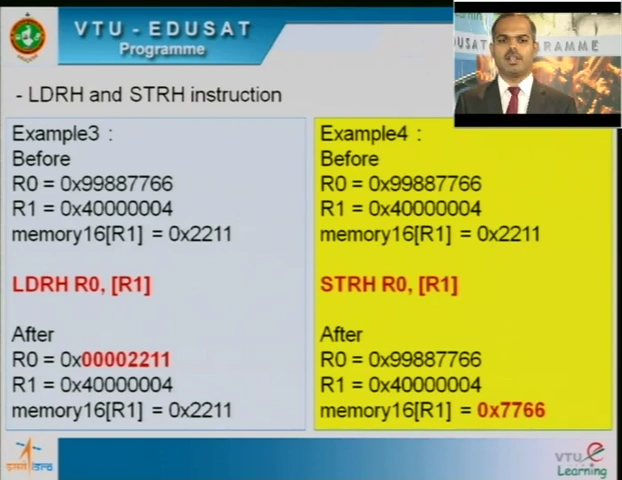 VTU - EDUSAT
Programme
EDUSAT PROGRAMME
- LDRH and STRH instruction
Example3 :
Before
R0 = 0x99887766
R1 = 0x40000004
memory16[R1] = 0x2211
LDRH R0, [R1]
After
R0 = 0x00002211
R1 = 0x40000004
memory16[R1] = 0x2211
Example4 :
Before
R0 = 0x99887766
R1 = 0x40000004
memory16[R1] = 0x2211
STRH R0, [R1]
After
R0 = 0x99887766
R1 = 0x40000004
memory16[R1] = 0x7766
VTU e
Learning